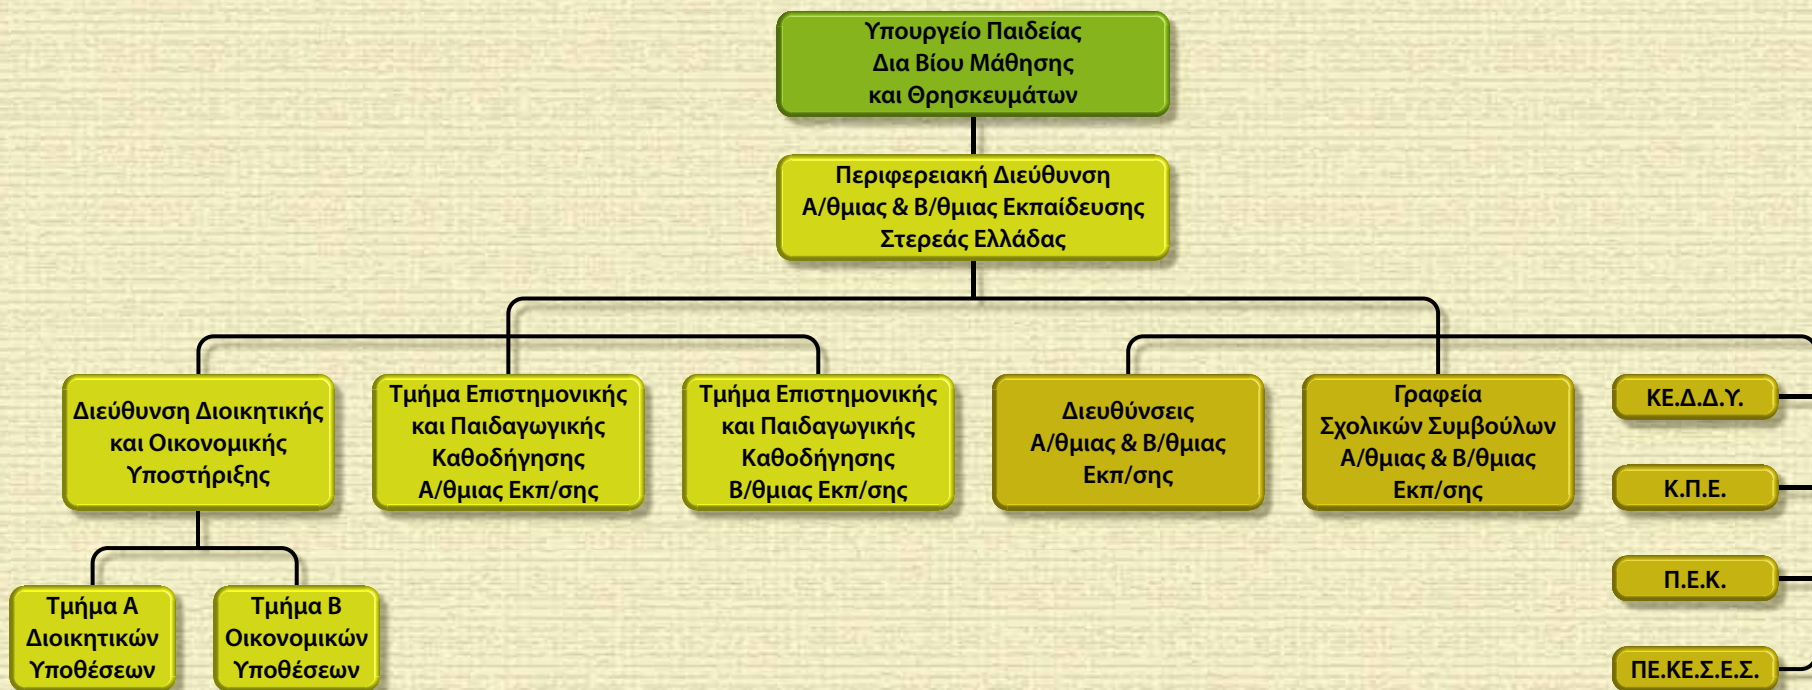 Υπουργείο Παιδείας
Δια Βίου Μάθησης
και Θρησκευμάτων
Περιφερειακή Διεύθυνση
Α/θμιας & Β/θμιας Εκπαίδευσης
Στερεάς Ελλάδας
Διεύθυνση Διοικητικής
και Οικονομικής
Υποστήριξης
Τμήμα Επιστημονικής
και Παιδαγωγικής
Καθοδήγησης
Α/θμιας Εκπ/σης
Τμήμα Επιστημονικής
και Παιδαγωγικής
Καθοδήγησης
Β/θμιας Εκπ/σης
Διευθύνσεις
Α/θμιας & Β/θμιας
Εκπ/σης
Γραφεία
Σχολικών Συμβούλων
Α/θμιας & Β/θμιας
Εκπ/σης
ΚΕ.Δ.Δ.Υ.
Κ.Π.Ε.
Π.Ε.Κ.
ΠΕ.ΚΕ.Σ.Ε.Σ.
Τμήμα Α
Διοικητικών
Υποθέσεων
Τμήμα Β
Οικονομικών
Υποθέσεων